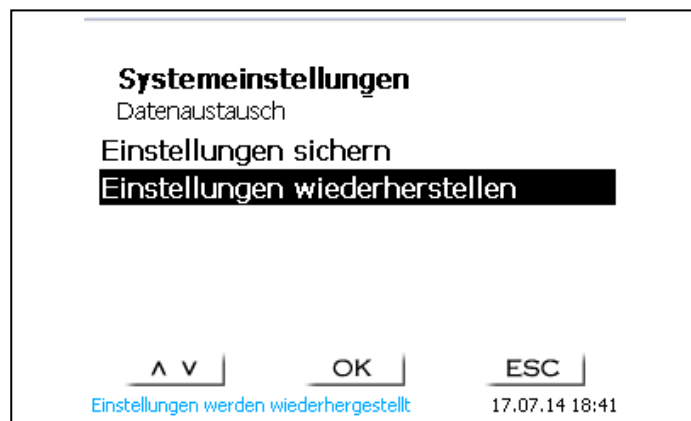 Systemeinstellungen
Datenaustausch
Einstellungen sichern
Einstellungen wiederherstellen
∧ ∨ OK ESC
Einstellungen werden wiederhergestellt 17.07.14 18:41